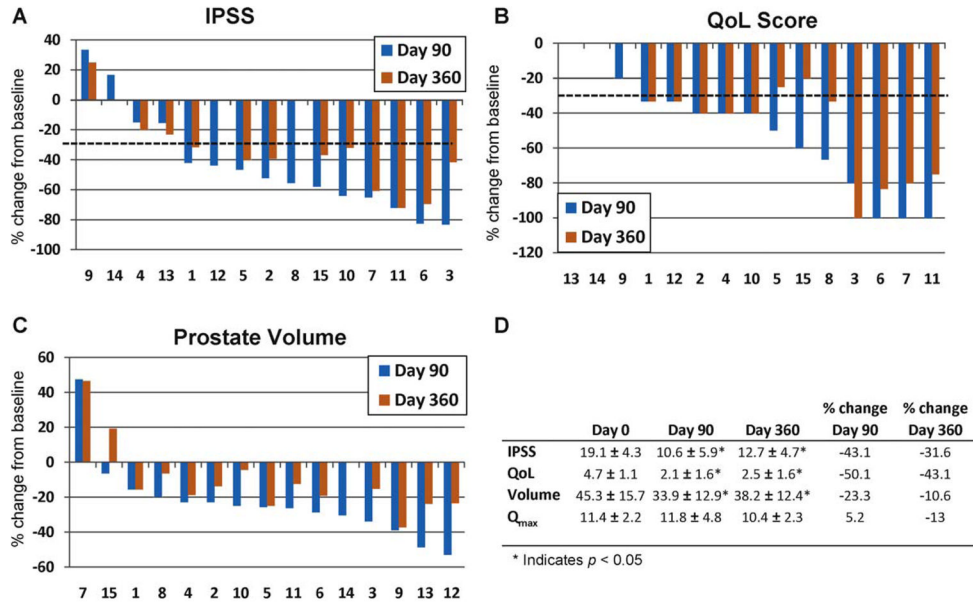 A
IPSS
% change from baseline
40
20
0
-20
-40
-60
-80
-100
Day 90
Day 360
9 14 4 13 1 12 5 2 8 15 10 7 11 6 3
B
QoL Score
% change from baseline
0
-20
-40
-60
-80
-100
-120
Day 90
Day 360
13 14 9 1 12 2 4 10 5 15 8 3 6 7 11
C
Prostate Volume
% change from baseline
60
40
20
0
-20
-40
-60
Day 90
Day 360
7 15 1 8 4 2 10 5 11 6 14 3 9 13 12
D
% change % change
Day 0 Day 90 Day 360 Day 90 Day 360
IPSS 19.1 ± 4.3 10.6 ± 5.9* 12.7 ± 4.7* -43.1 -31.6
QoL 4.7 ± 1.1 2.1 ± 1.6* 2.5 ± 1.6* -50.1 -43.1
Volume 45.3 ± 15.7 33.9 ± 12.9* 38.2 ± 12.4* -23.3 -10.6
Qmax 11.4 ± 2.2 11.8 ± 4.8 10.4 ± 2.3 5.2 -13
* Indicates p < 0.05